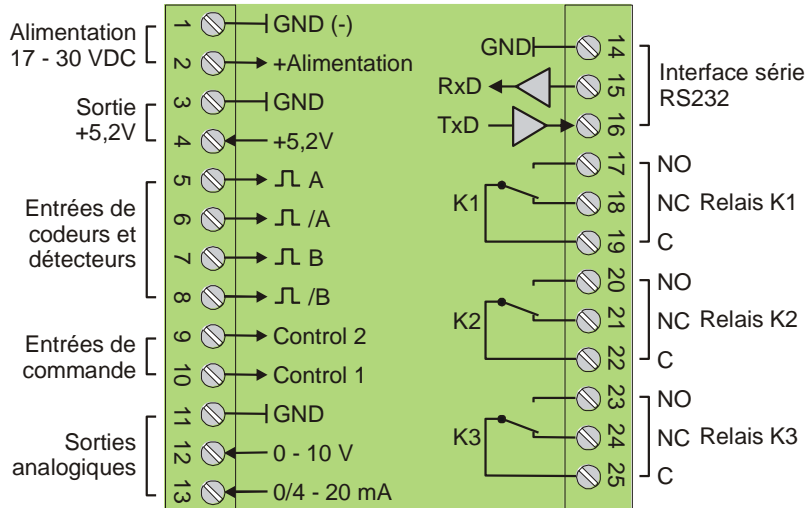 Alimentation
17 - 30 VDC
1 GND (-)
2 +Alimentation
Sortie
+5,2V
3 GND
4 +5,2V
Entrées de
codeurs et
détecteurs
5 A
6 /A
7 B
8 /B
Entrées de
commande
9 Control 2
10 Control 1
Sorties
analogiques
11 GND
12 0 - 10 V
13 0/4 - 20 mA
GND 14
RxD 15
TxD 16
Interface série
RS232
17 NO
K1 18 NC Relais K1
19 C
20 NO
K2 21 NC Relais K2
22 C
23 NO
K3 24 NC Relais K3
25 C